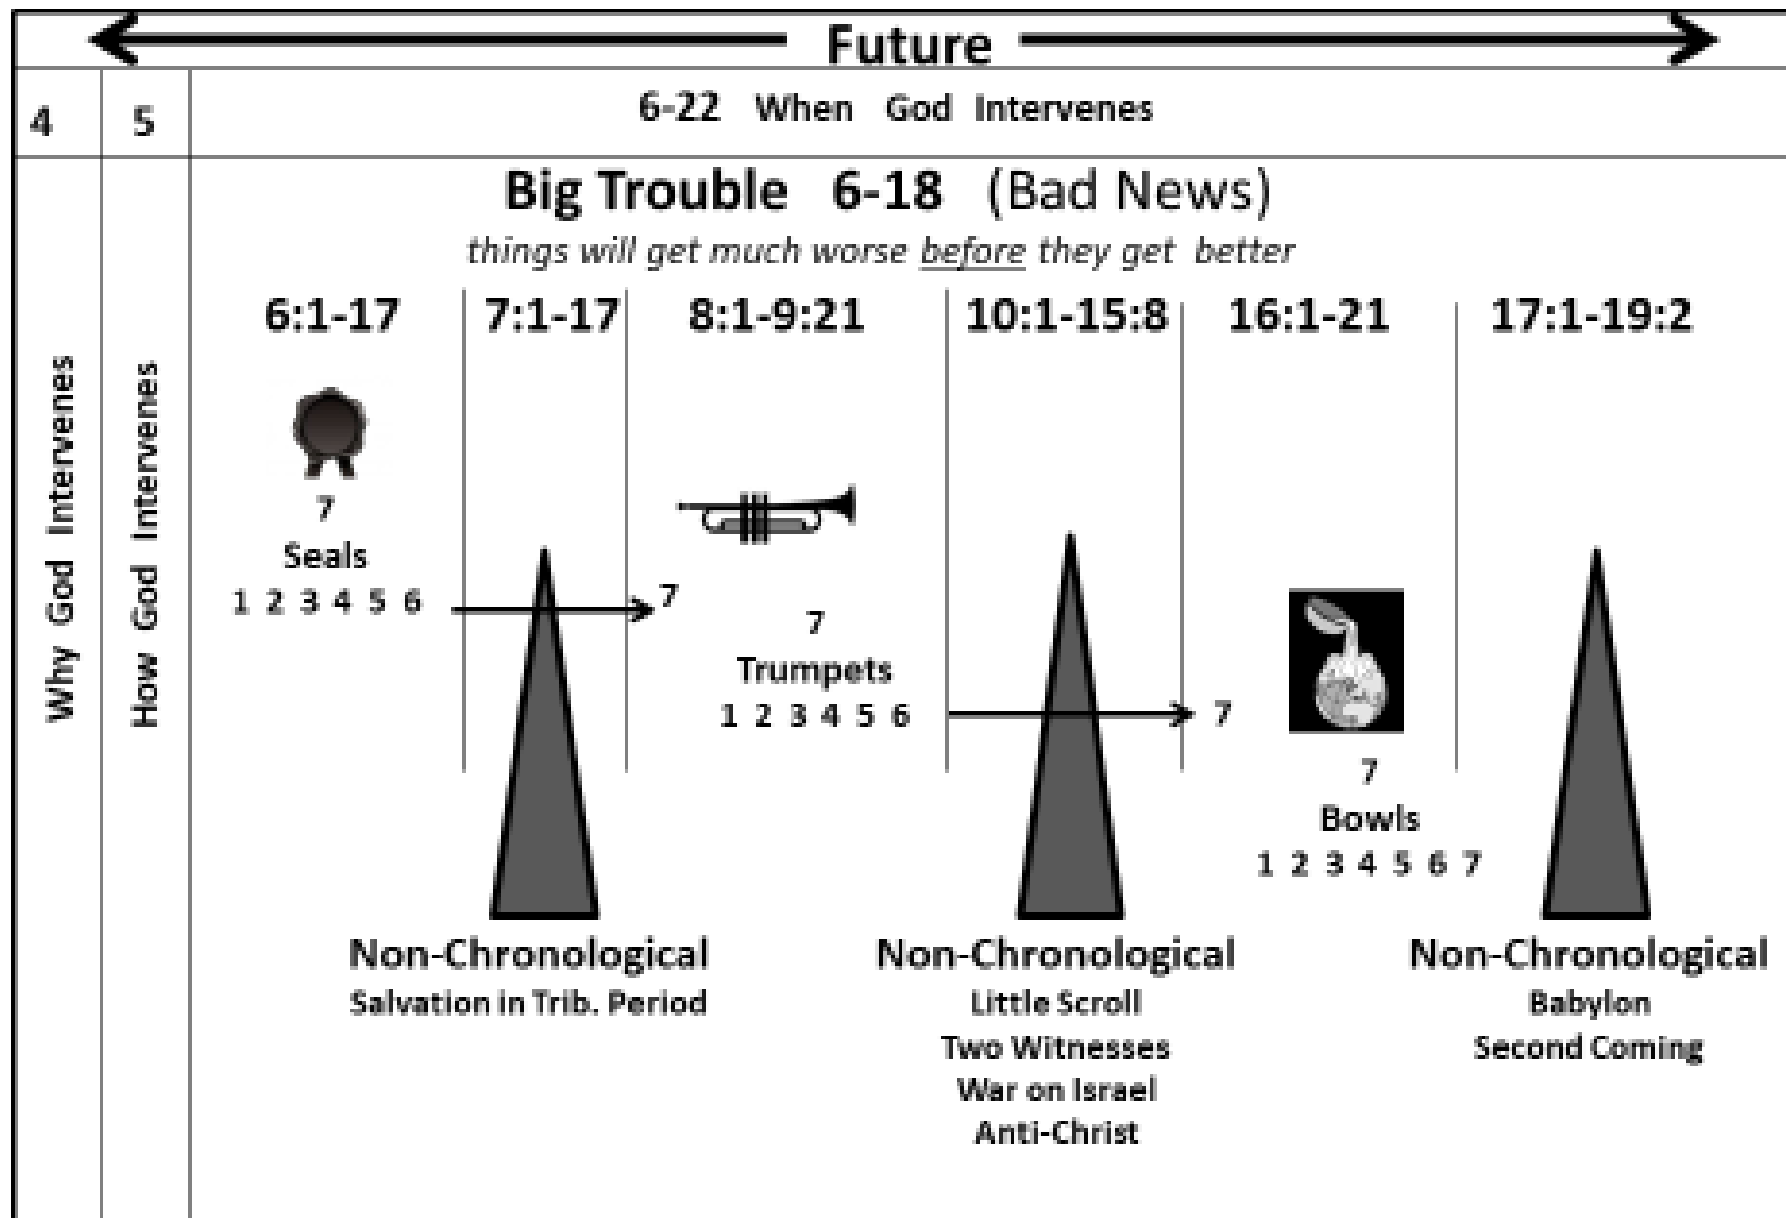 Future
4
5
6-22 When God Intervenes
Why God Intervenes
How God Intervenes
Big Trouble 6-18 (Bad News)
things will get much worse before they get better
6:1-17
7:1-17
8:1-9:21
10:1-15:8
16:1-21
17:1-19:2
7
Seals
1 2 3 4 5 6
7
7
Trumpets
1 2 3 4 5 6
7
7
Bowls
1 2 3 4 5 6 7
Non-Chronological
Salvation in Trib. Period
Non-Chronological
Little Scroll
Two Witnesses
War on Israel
Anti-Christ
Non-Chronological
Babylon
Second Coming